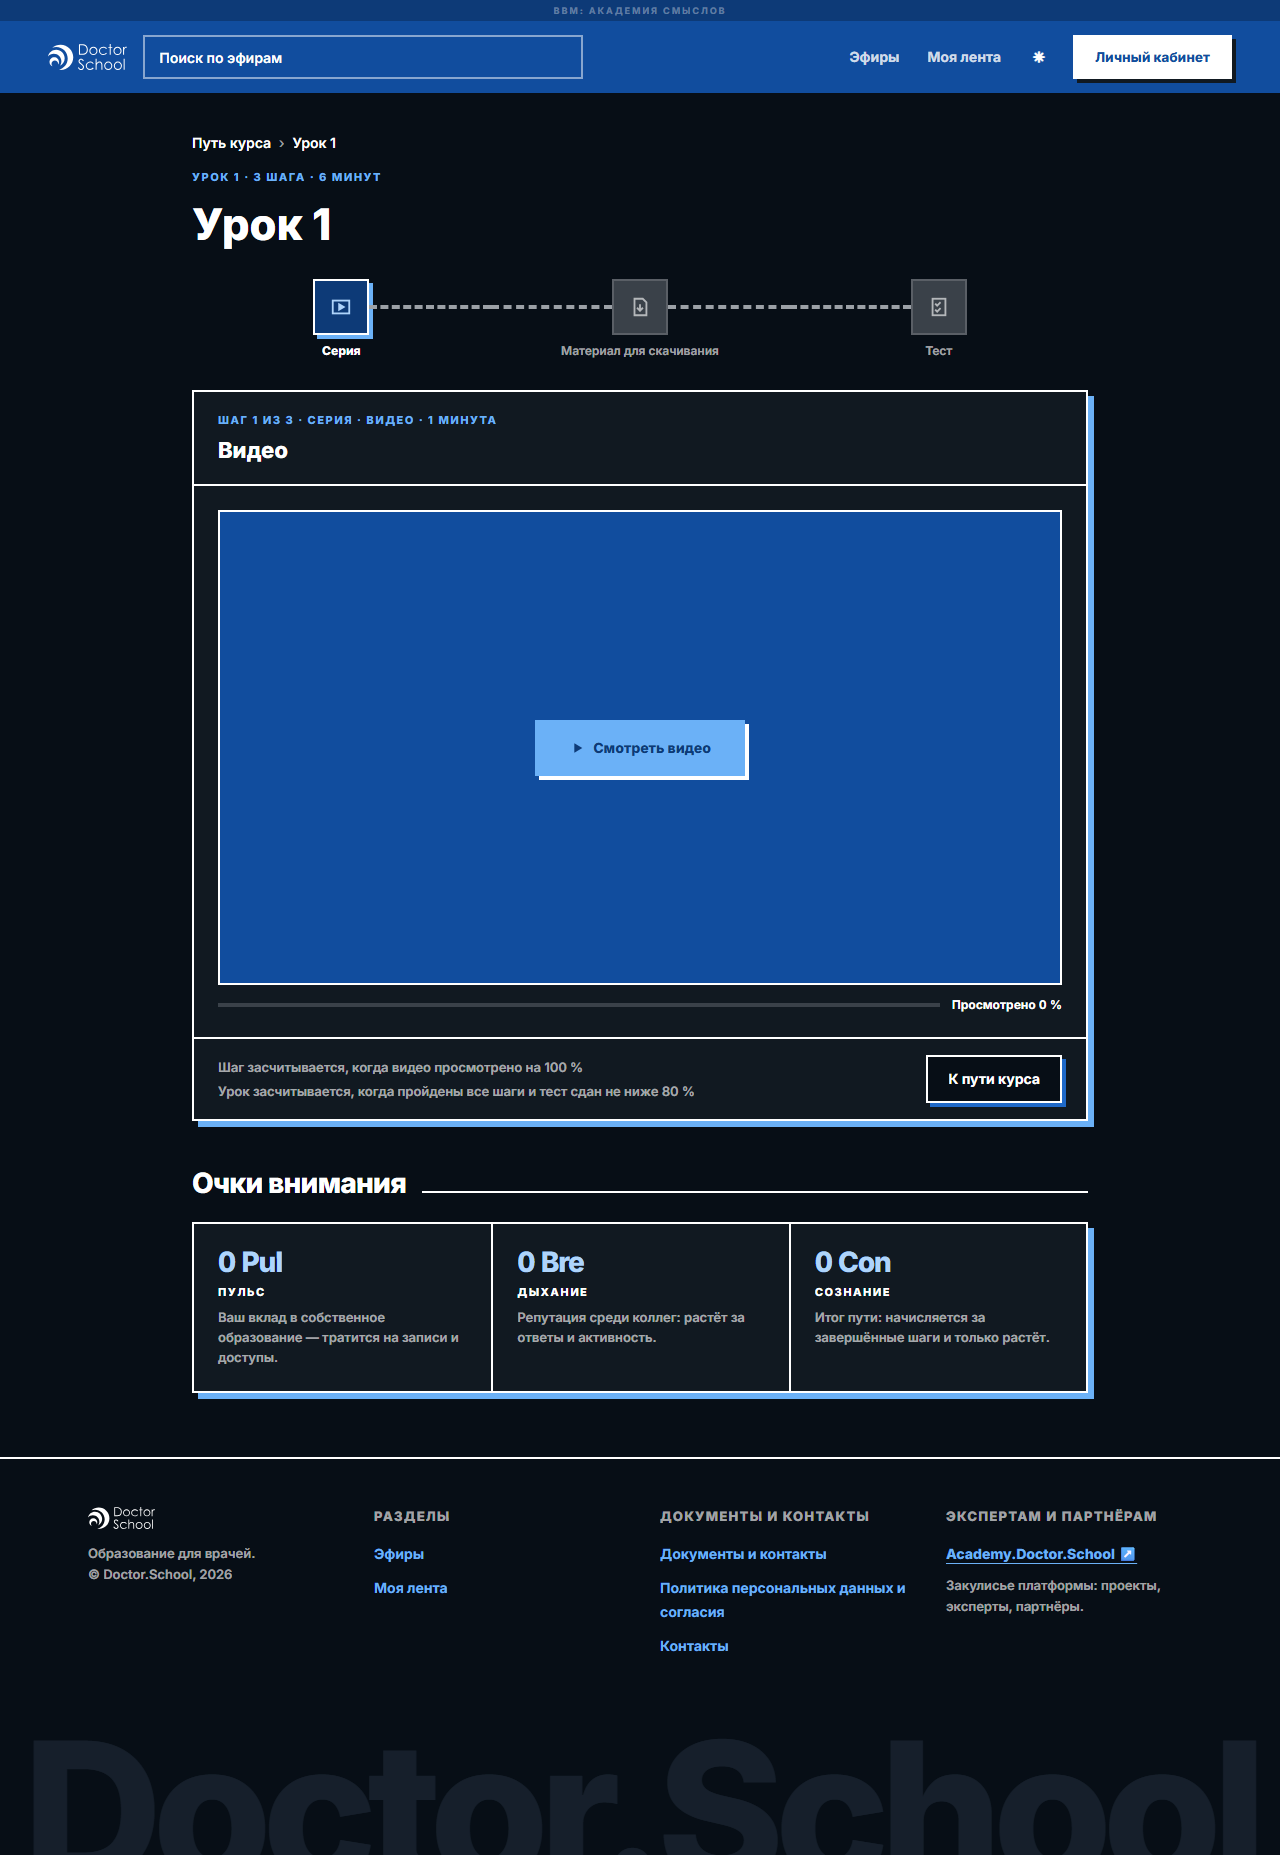 ВВМ: АКАДЕМИЯ СМЫСЛОВ
Doctor School
Поиск по эфирам
Эфиры
Моя лента
Личный кабинет
Путь курса › Урок 1
УРОК 1 · 3 ШАГА · 6 МИНУТ
Урок 1
Серия
Материал для скачивания
Тест
ШАГ 1 ИЗ 3 · СЕРИЯ · ВИДЕО · 1 МИНУТА
Видео
Смотреть видео
Просмотрено 0 %
Шаг засчитывается, когда видео просмотрено на 100 %
Урок засчитывается, когда пройдены все шаги и тест сдан не ниже 80 %
К пути курса
Очки внимания
0 Pul
ПУЛЬС
Ваш вклад в собственное
образование — тратится на записи и
доступы.
0 Bre
ДЫХАНИЕ
Репутация среди коллег: растёт за
ответы и активность.
0 Con
СОЗНАНИЕ
Итог пути: начисляется за
завершённые шаги и только растёт.
Doctor School
Образование для врачей.
© Doctor.School, 2026
РАЗДЕЛЫ
Эфиры
Моя лента
ДОКУМЕНТЫ И КОНТАКТЫ
Документы и контакты
Политика персональных данных и
согласия
Контакты
ЭКСПЕРТАМ И ПАРТНЁРАМ
Academy.Doctor.School ↗
Закулисье платформы: проекты,
эксперты, партнёры.
Doctor.School